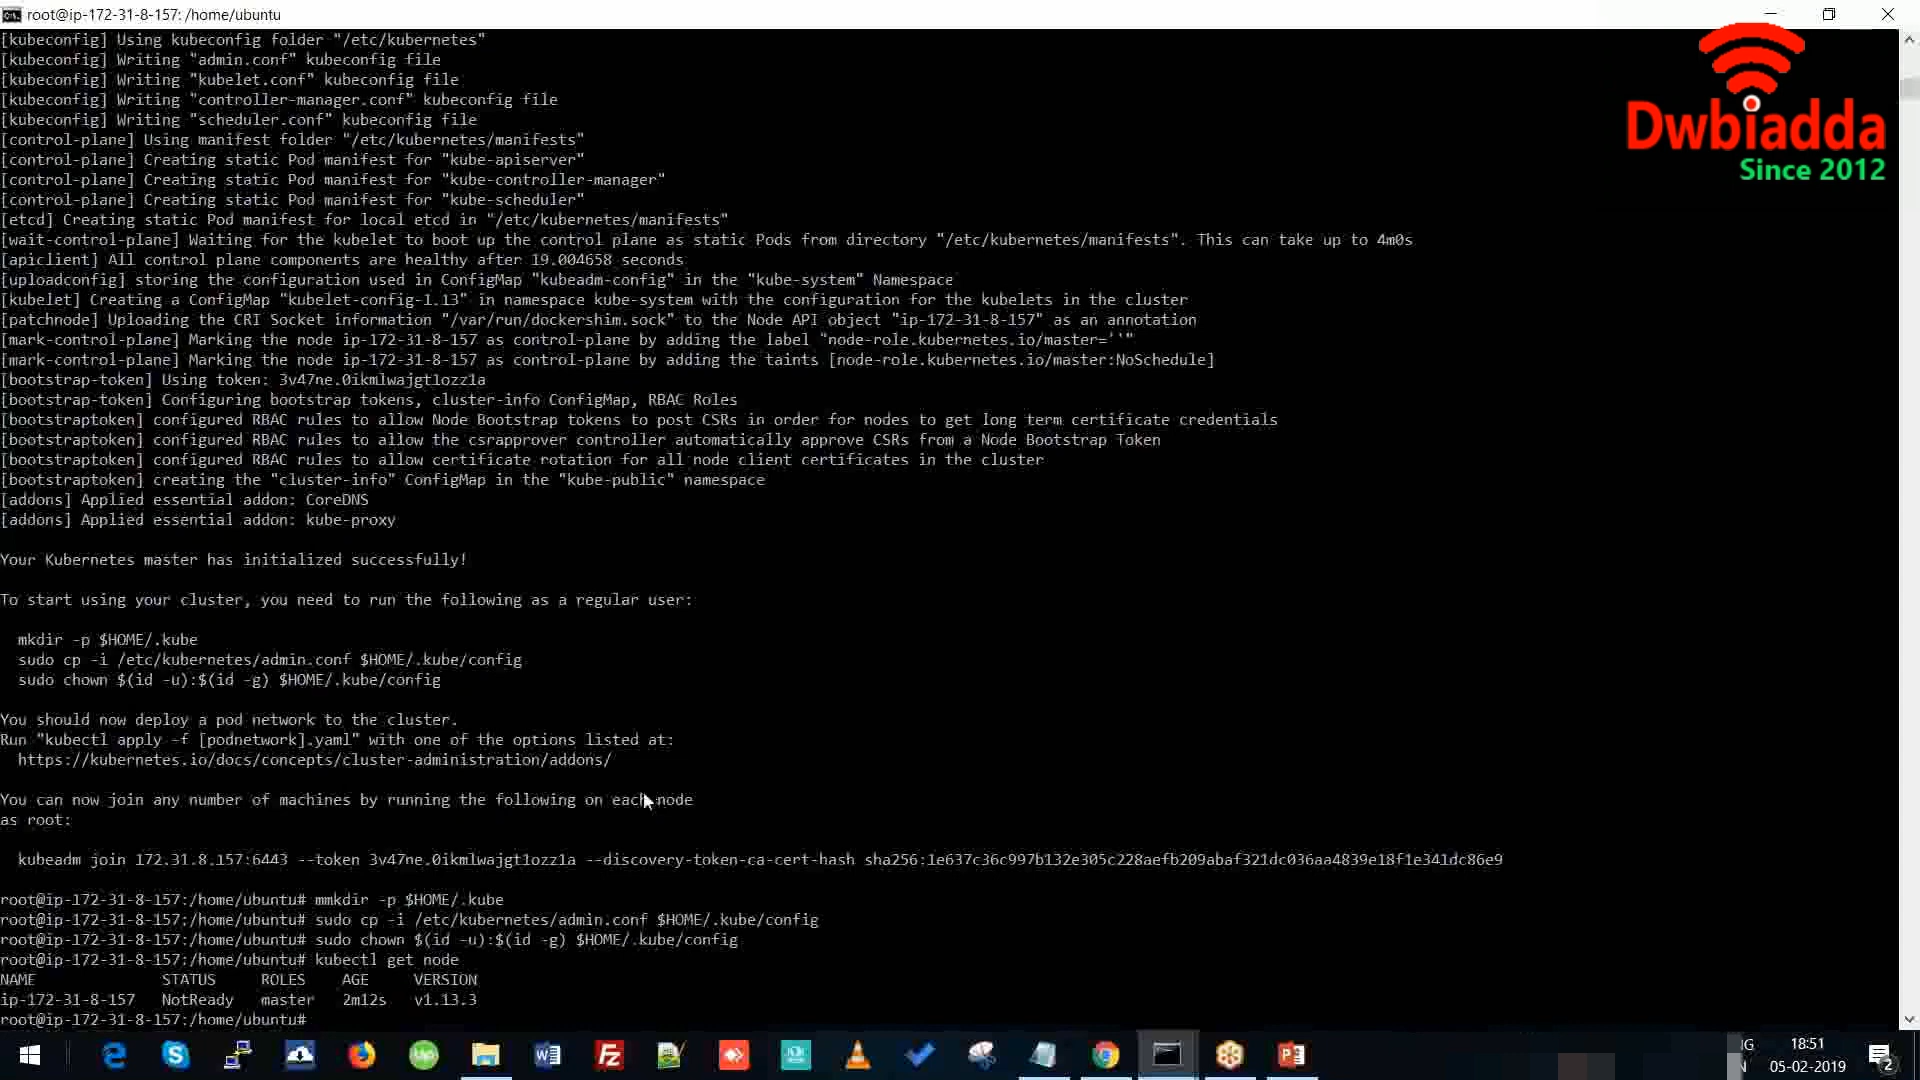 root@ip-172-31-8-157: /home/ubuntu
[kubeconfig] Using kubeconfig folder "/etc/kubernetes"
[kubeconfig] Writing "admin.conf" kubeconfig file
[kubeconfig] Writing "kubelet.conf" kubeconfig file
[kubeconfig] Writing "controller-manager.conf" kubeconfig file
[kubeconfig] Writing "scheduler.conf" kubeconfig file
[control-plane] Using manifest folder "/etc/kubernetes/manifests"
[control-plane] Creating static Pod manifest for "kube-apiserver"
[control-plane] Creating static Pod manifest for "kube-controller-manager"
[control-plane] Creating static Pod manifest for "kube-scheduler"
[etcd] Creating static Pod manifest for local etcd in "/etc/kubernetes/manifests"
[wait-control-plane] Waiting for the kubelet to boot up the control plane as static Pods from directory "/etc/kubernetes/manifests". This can take up to 4m0s
[apiclient] All control plane components are healthy after 19.004658 seconds
[uploadconfig] storing the configuration used in ConfigMap "kubeadm-config" in the "kube-system" Namespace
[kubelet] Creating a ConfigMap "kubelet-config-1.13" in namespace kube-system with the configuration for the kubelets in the cluster
[patchnode] Uploading the CRI Socket information "/var/run/dockershim.sock" to the Node API object "ip-172-31-8-157" as an annotation
[mark-control-plane] Marking the node ip-172-31-8-157 as control-plane by adding the label "node-role.kubernetes.io/master=''"
[mark-control-plane] Marking the node ip-172-31-8-157 as control-plane by adding the taints [node-role.kubernetes.io/master:NoSchedule]
[bootstrap-token] Using token: 3v47ne.0ikmlwajgt1ozz1a
[bootstrap-token] Configuring bootstrap tokens, cluster-info ConfigMap, RBAC Roles
[bootstraptoken] configured RBAC rules to allow Node Bootstrap tokens to post CSRs in order for nodes to get long term certificate credentials
[bootstraptoken] configured RBAC rules to allow the csrapprover controller automatically approve CSRs from a Node Bootstrap Token
[bootstraptoken] configured RBAC rules to allow certificate rotation for all node client certificates in the cluster
[bootstraptoken] creating the "cluster-info" ConfigMap in the "kube-public" namespace
[addons] Applied essential addon: CoreDNS
[addons] Applied essential addon: kube-proxy
Your Kubernetes master has initialized successfully!
To start using your cluster, you need to run the following as a regular user:
mkdir -p $HOME/.kube
sudo cp -i /etc/kubernetes/admin.conf $HOME/.kube/config
sudo chown $(id -u):$(id -g) $HOME/.kube/config
You should now deploy a pod network to the cluster.
Run "kubectl apply -f [podnetwork].yaml" with one of the options listed at:
https://kubernetes.io/docs/concepts/cluster-administration/addons/
You can now join any number of machines by running the following on each node
as root:
kubeadm join 172.31.8.157:6443 --token 3v47ne.0ikmlwajgt1ozz1a --discovery-token-ca-cert-hash sha256:1e637c36c997b132e305c228aefb209abaf321dc036aa4839e18f1e341dc86e9
root@ip-172-31-8-157:/home/ubuntu# mmkdir -p $HOME/.kube
root@ip-172-31-8-157:/home/ubuntu# sudo cp -i /etc/kubernetes/admin.conf $HOME/.kube/config
root@ip-172-31-8-157:/home/ubuntu# sudo chown $(id -u):$(id -g) $HOME/.kube/config
root@ip-172-31-8-157:/home/ubuntu# kubectl get node
NAME STATUS ROLES AGE VERSION
ip-172-31-8-157 NotReady master 2m12s v1.13.3
root@ip-172-31-8-157:/home/ubuntu#
Dwbiadda
Since 2012
18:51
05-02-2019
2